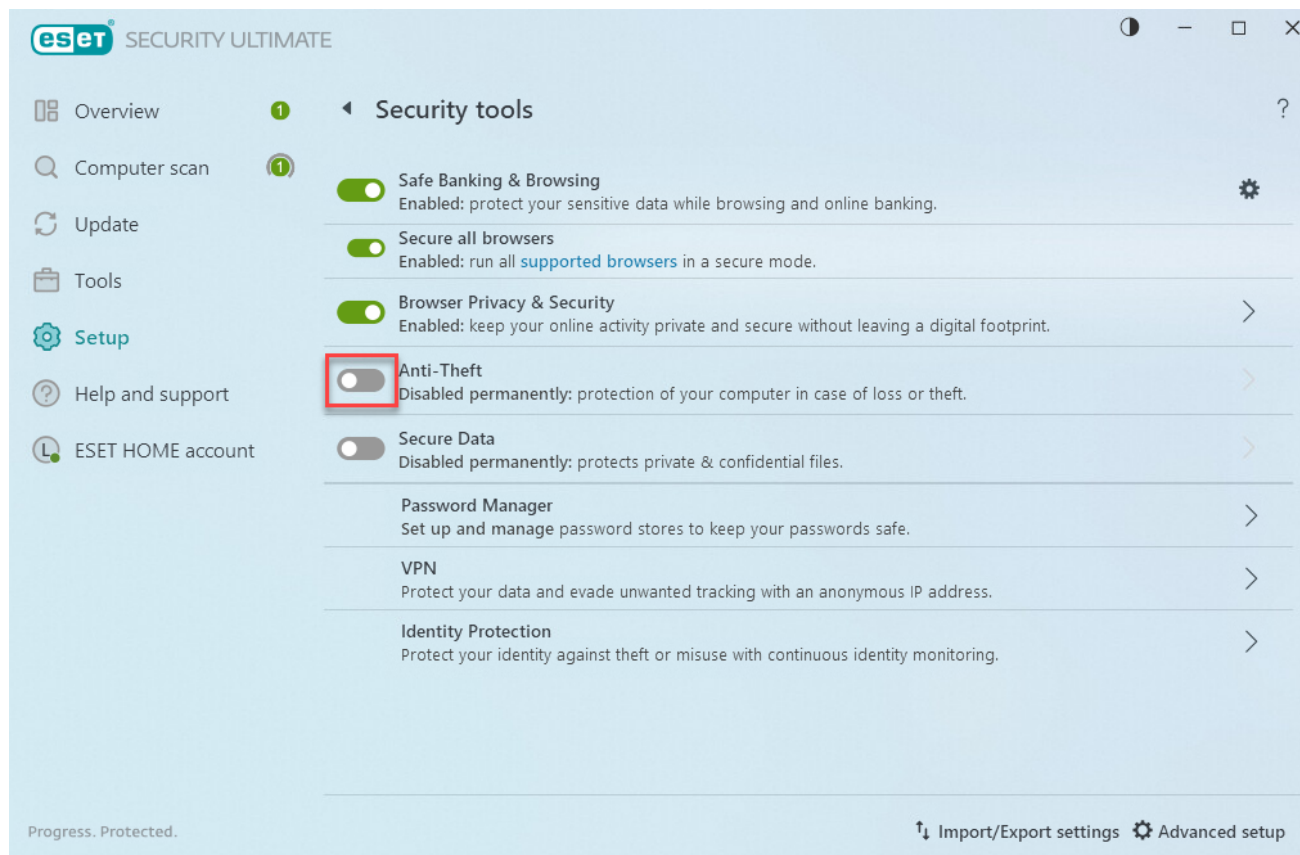 eseT® SECURITY ULTIMATE
Overview 1
Computer scan 1
Update
Tools
Setup
Help and support
L ESET HOME account
Security tools ?
Safe Banking & Browsing
Enabled: protect your sensitive data while browsing and online banking.
Secure all browsers
Enabled: run all supported browsers in a secure mode.
Browser Privacy & Security
Enabled: keep your online activity private and secure without leaving a digital footprint.
Anti-Theft
Disabled permanently: protection of your computer in case of loss or theft.
Secure Data
Disabled permanently: protects private & confidential files.
Password Manager
Set up and manage password stores to keep your passwords safe.
VPN
Protect your data and evade unwanted tracking with an anonymous IP address.
Identity Protection
Protect your identity against theft or misuse with continuous identity monitoring.
Progress. Protected.
Import/Export settings Advanced setup